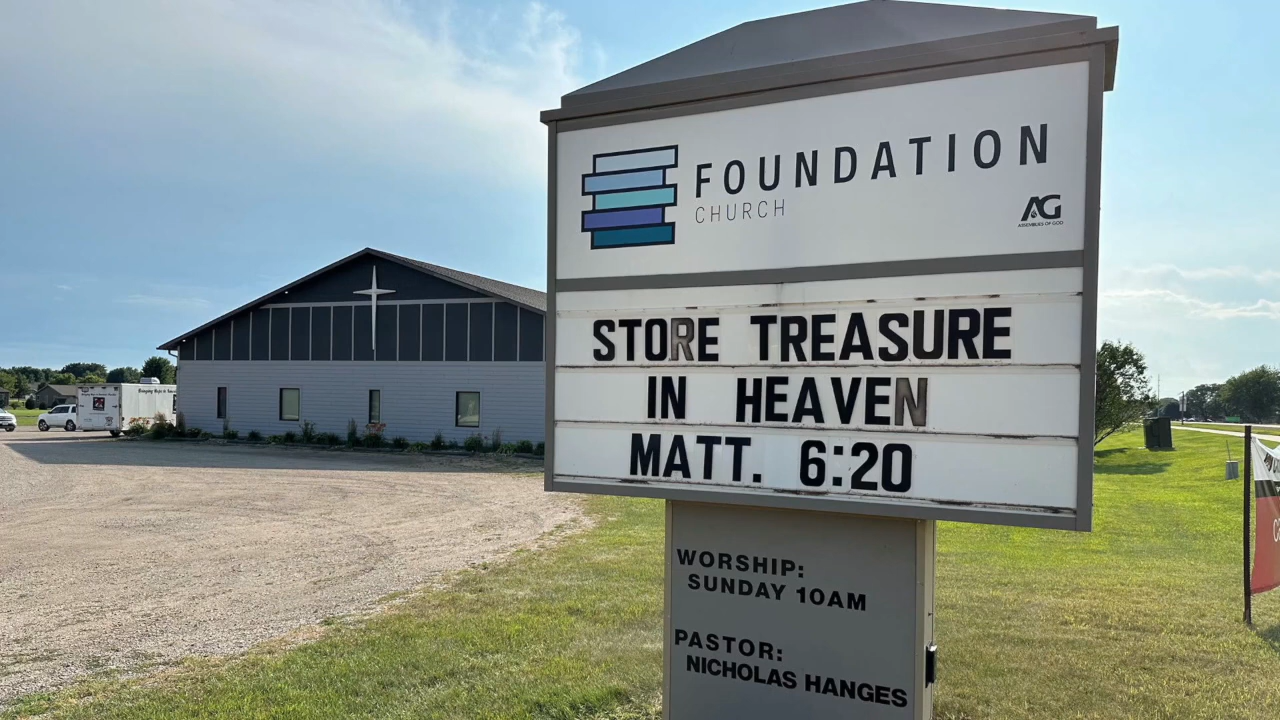 FOUNDATION
CHURCH
AG
ASSEMBLIES OF GOD
STORE TREASURE
IN HEAVEN
MATT. 6:20
WORSHIP:
SUNDAY 10AM
PASTOR:
NICHOLAS HANGES